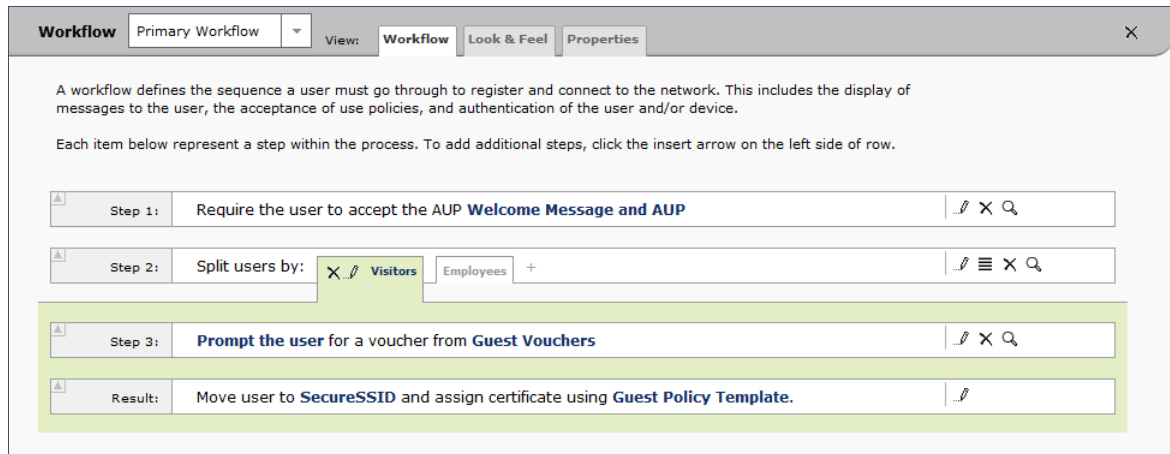 Workflow Primary Workflow View: Workflow Look & Feel Properties
A workflow defines the sequence a user must go through to register and connect to the network. This includes the display of
messages to the user, the acceptance of use policies, and authentication of the user and/or device.
Each item below represent a step within the process. To add additional steps, click the insert arrow on the left side of row.
Step 1: Require the user to accept the AUP Welcome Message and AUP
Step 2: Split users by: Visitors Employees +
Step 3: Prompt the user for a voucher from Guest Vouchers
Result: Move user to SecureSSID and assign certificate using Guest Policy Template.